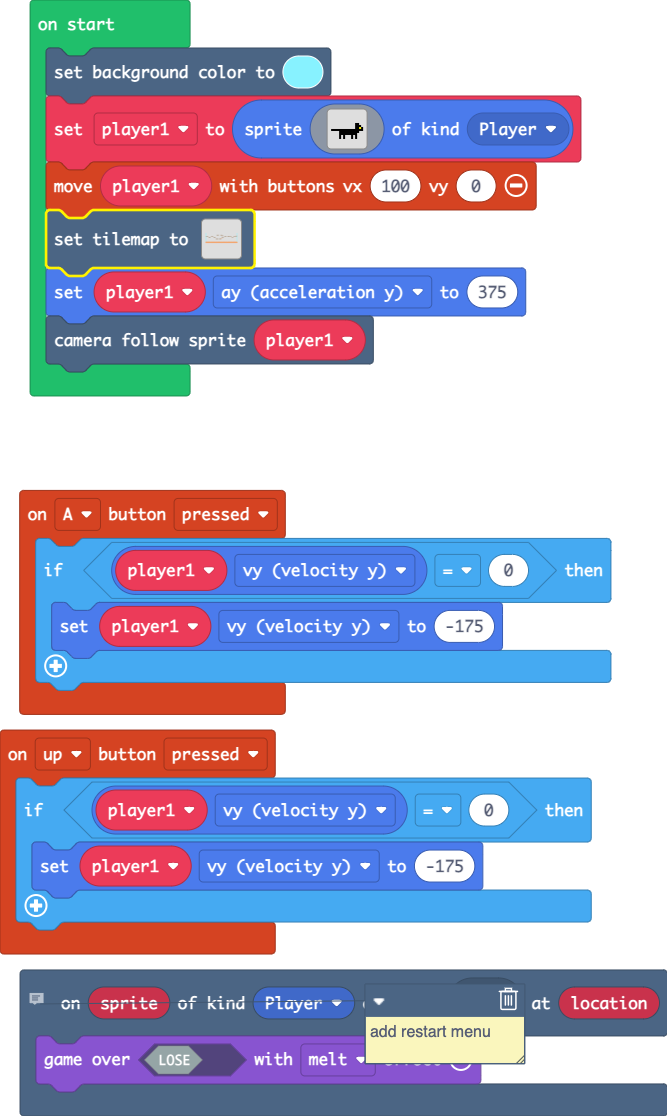 on start
set background color to
set player1 to sprite of kind Player
move player1 with buttons vx 100 vy 0
set tilemap to
set player1 ay (acceleration y) to 375
camera follow sprite player1
on A button pressed
if player1 vy (velocity y) = 0 then
set player1 vy (velocity y) to -175
on up button pressed
if player1 vy (velocity y) = 0 then
set player1 vy (velocity y) to -175
on sprite of kind Player at location
add restart menu
game over LOSE with melt